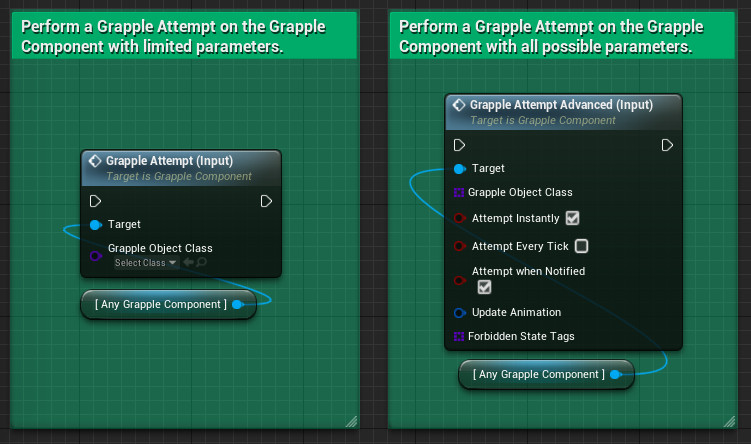 Perform a Grapple Attempt on the Grapple
Component with limited parameters.
Grapple Attempt (Input)
Target is Grapple Component
Target
Grapple Object Class
Select Class
[ Any Grapple Component ]
Perform a Grapple Attempt on the Grapple
Component with all possible parameters.
Grapple Attempt Advanced (Input)
Target is Grapple Component
Target
Grapple Object Class
Attempt Instantly
Attempt Every Tick
Attempt when Notified
Update Animation
Forbidden State Tags
[ Any Grapple Component ]